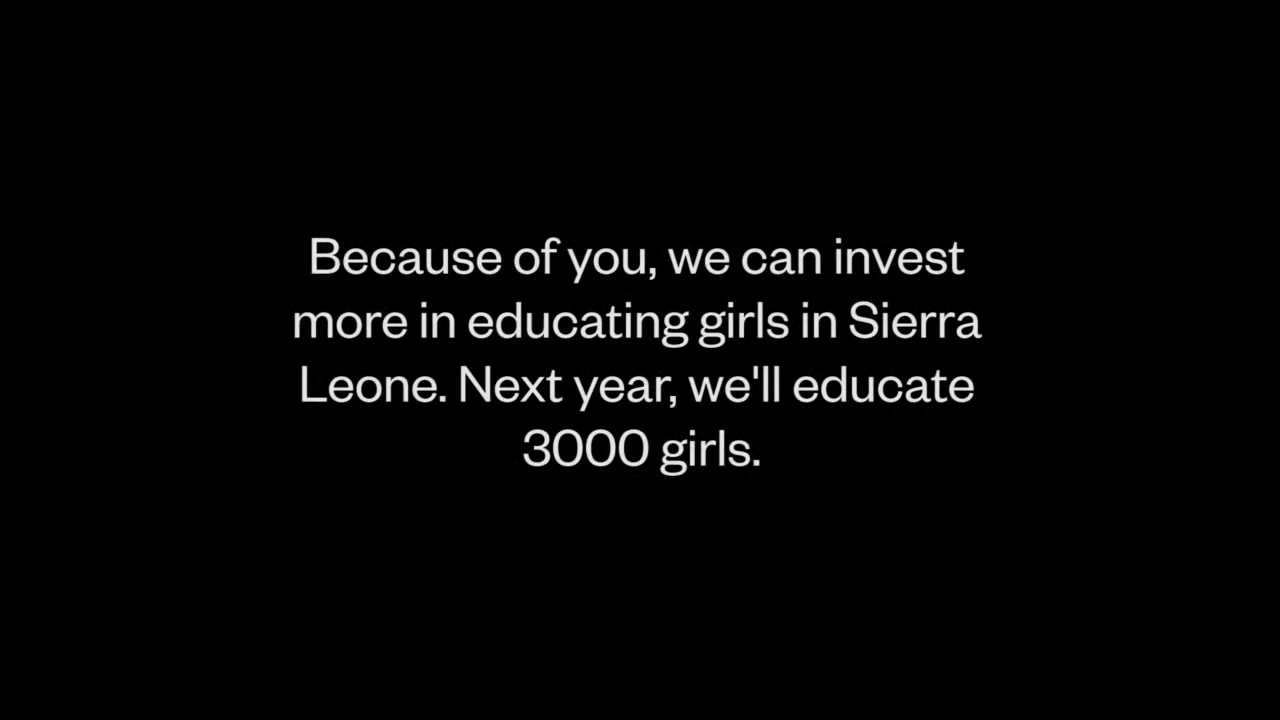 Because of you, we can invest
more in educating girls in Sierra
Leone. Next year, we'll educate
3000 girls.